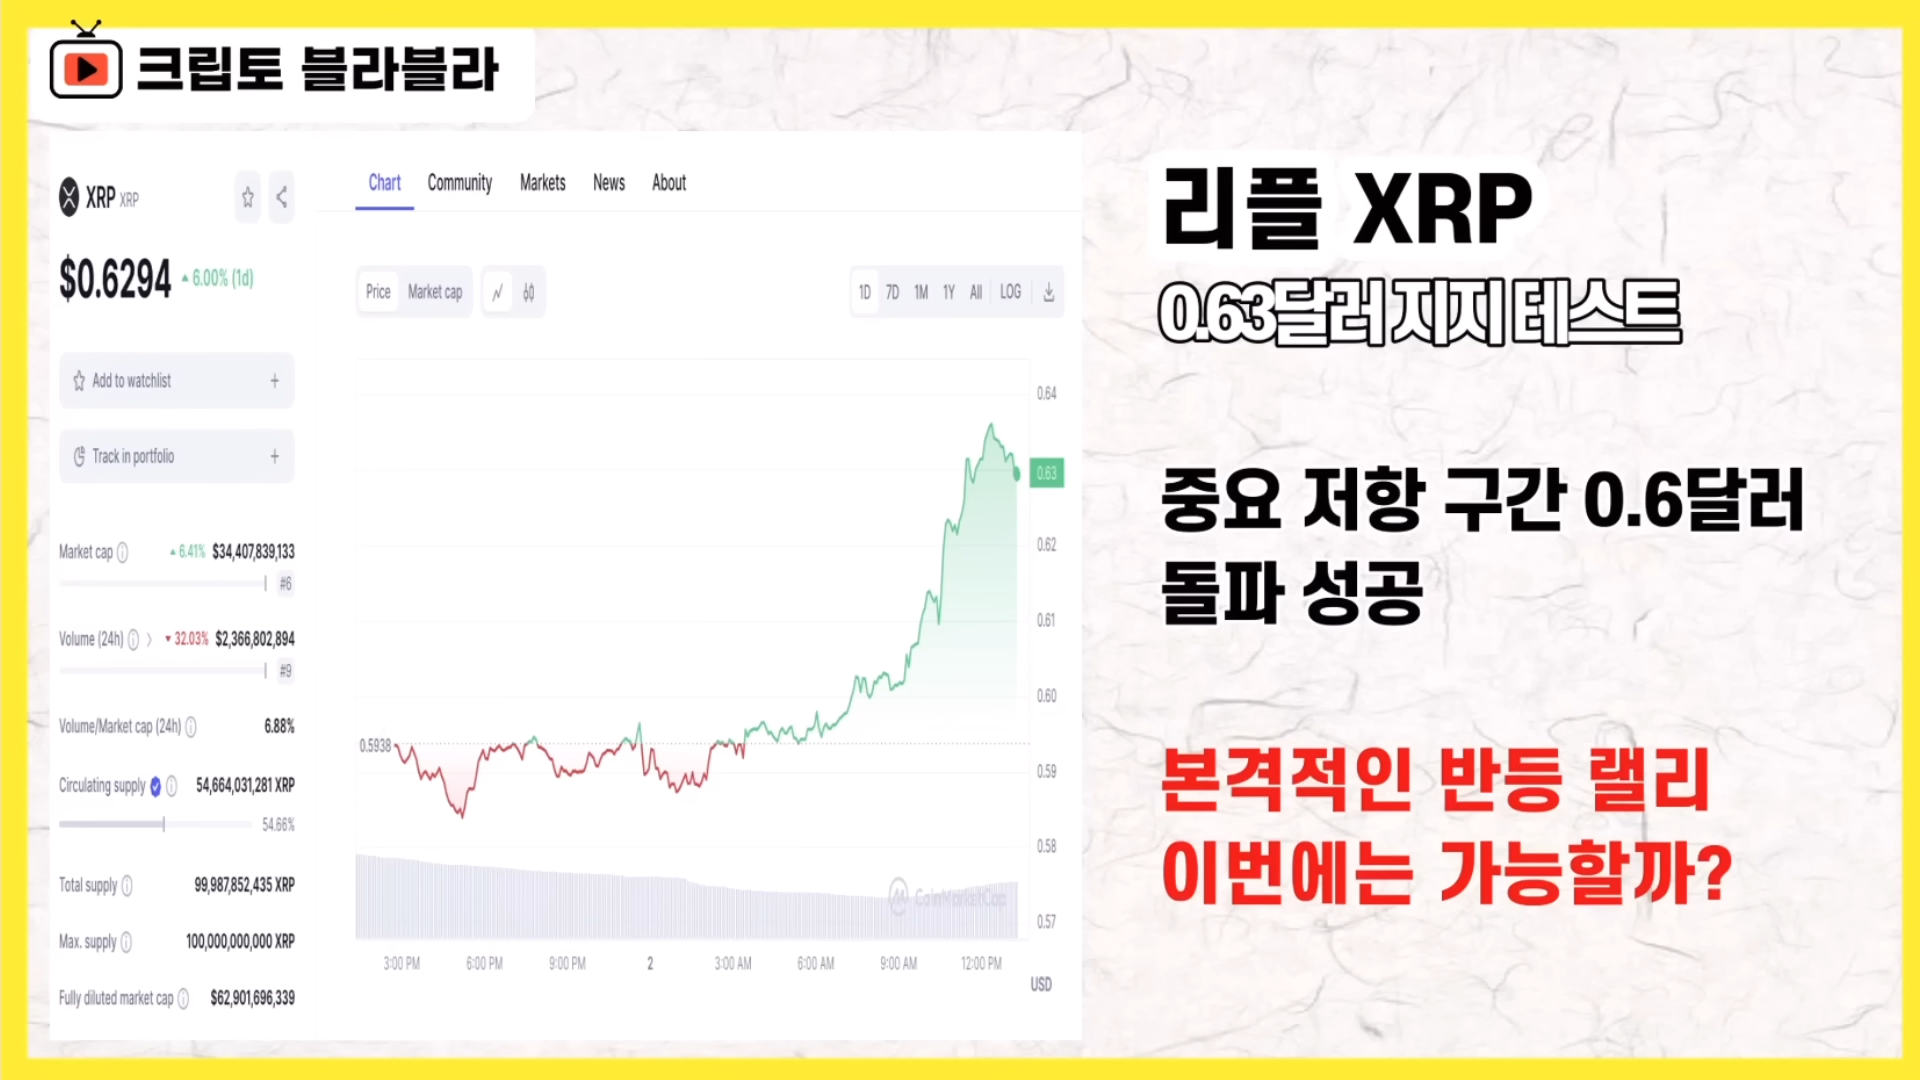 크립토 블라블라
XRP XRP
$0.6294 6.00% (1d)
Add to watchlist +
Track in portfolio +
Market cap 6.41% $34,407,839,133
#6
Volume (24h) 32.03% $2,366,802,894
#9
Volume/Market cap (24h) 6.88%
Circulating supply 54,664,031,281 XRP
54.66%
Total supply 99,987,852,435 XRP
Max. supply 100,000,000,000 XRP
Fully diluted market cap $62,901,696,339
Chart Community Markets News About
Price Market cap 1D 7D 1M 1Y All LOG
0.64
0.63
0.62
0.61
0.60
0.5938
0.59
0.58
CoinMarketCap
0.57
3:00 PM 6:00 PM 9:00 PM 2 3:00 AM 6:00 AM 9:00 AM 12:00 PM
USD
리플 XRP
0.63달러 지지 테스트
중요 저항 구간 0.6달러
돌파 성공
본격적인 반등 랠리
이번에는 가능할까?